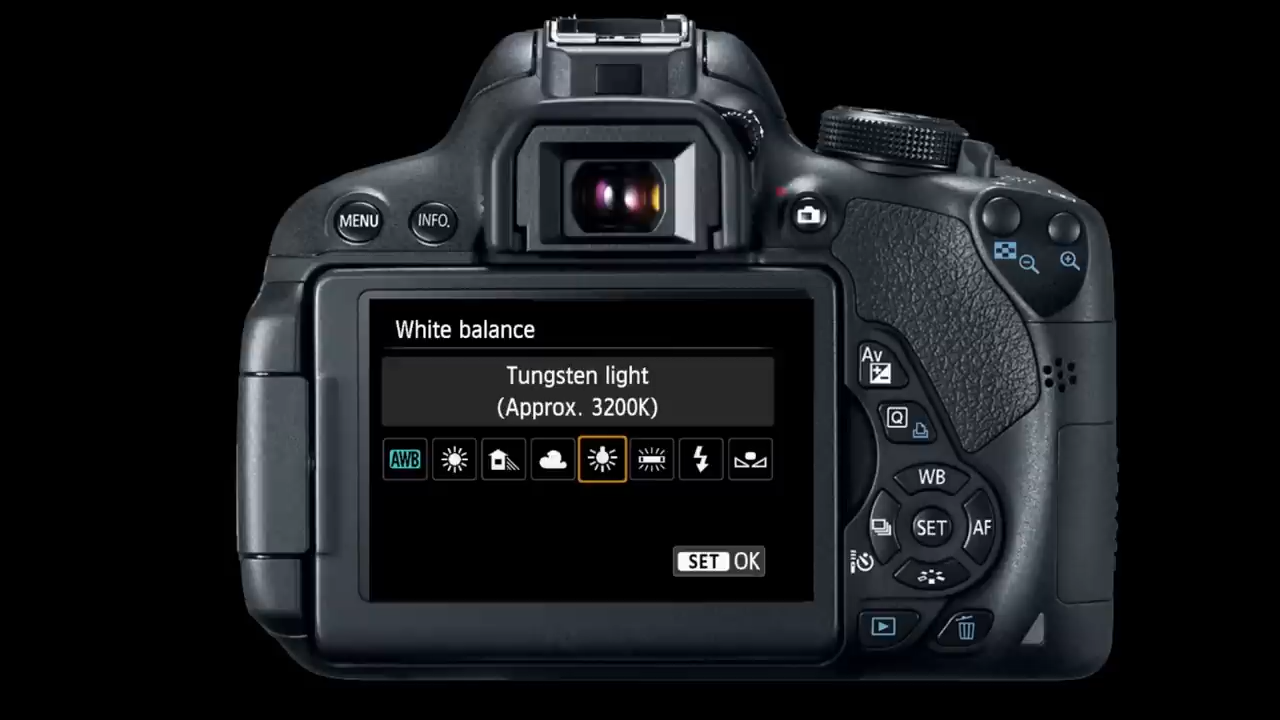 MENU
INFO.
White balance
Tungsten light
(Approx. 3200K)
AWB
SET OK
Av
Q
WB
SET
AF